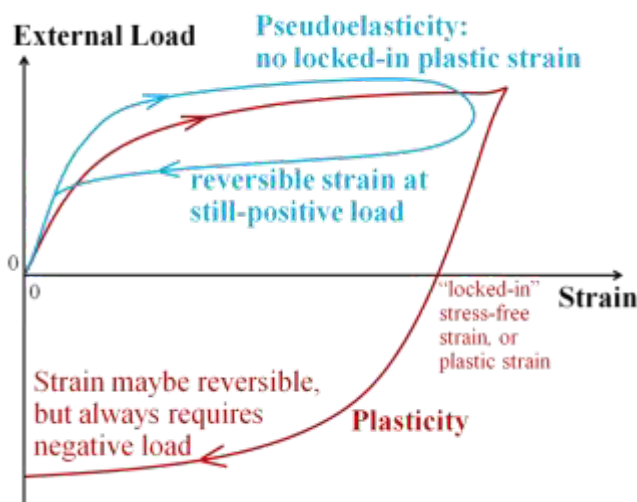 Pseudoelasticity:
External Load
no locked-in plastic strain
reversible strain at
still-positive load
0
0
"locked-in"
stress-free
strain, or
plastic strain
Strain
Strain maybe reversible,
but always requires
negative load
Plasticity